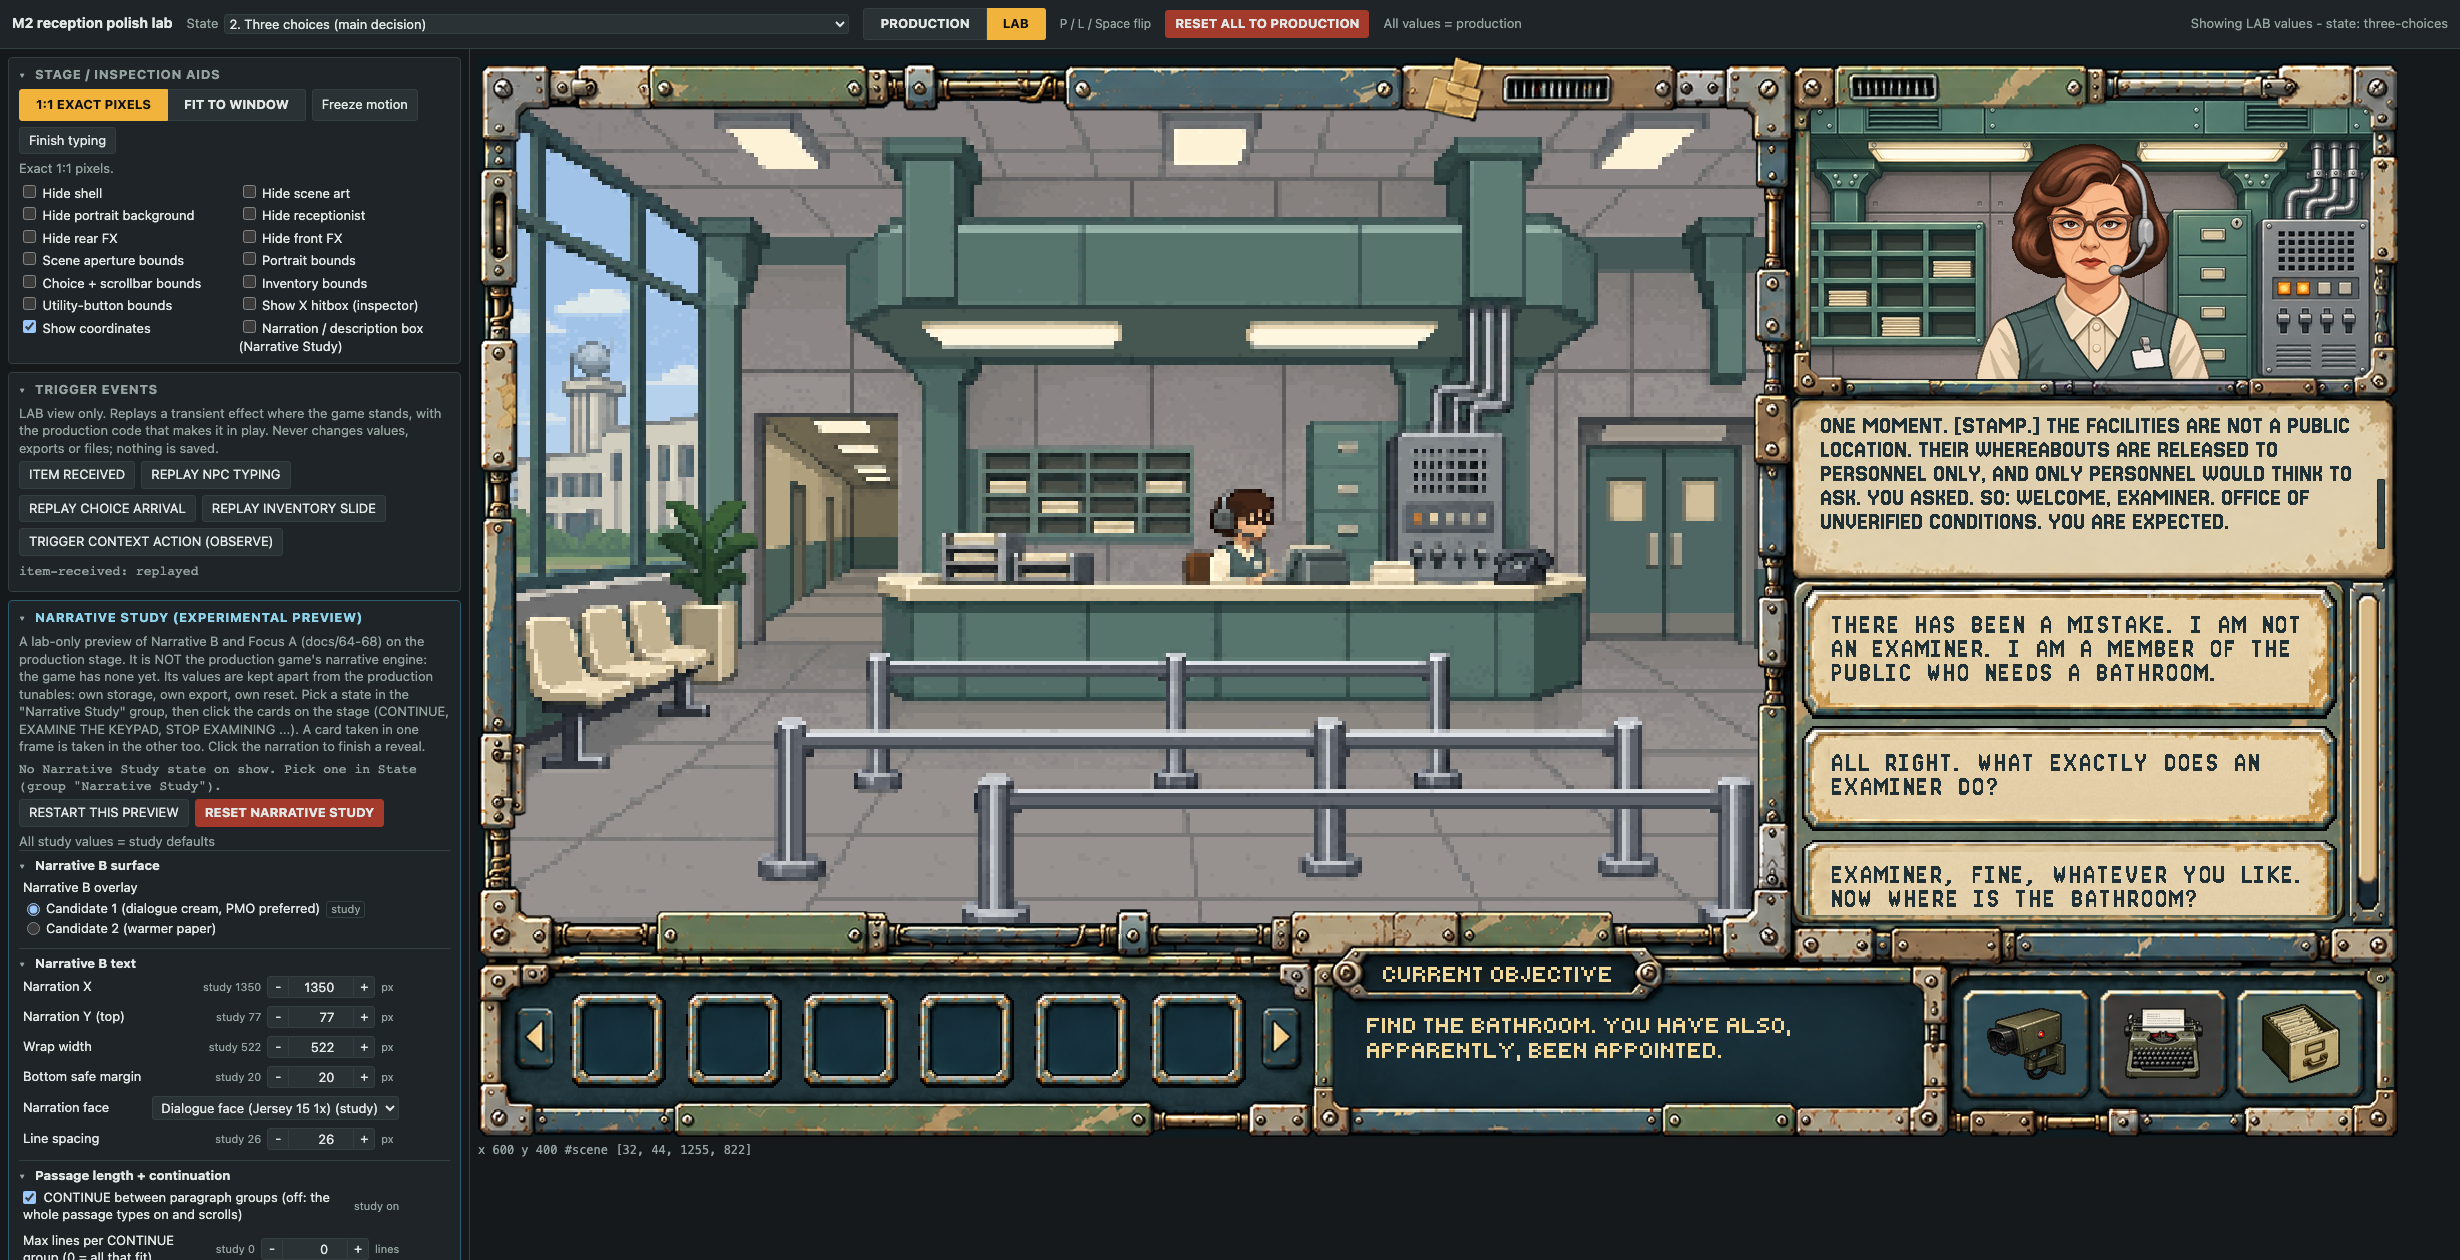 M2 reception polish lab
State
2. Three choices (main decision)
PRODUCTION
LAB
P / L / Space flip
RESET ALL TO PRODUCTION
All values = production
Showing LAB values - state: three-choices
STAGE / INSPECTION AIDS
1:1 EXACT PIXELS
FIT TO WINDOW
Freeze motion
Finish typing
Exact 1:1 pixels.
Hide shell
Hide scene art
Hide portrait background
Hide receptionist
Hide rear FX
Hide front FX
Scene aperture bounds
Portrait bounds
Choice + scrollbar bounds
Inventory bounds
Utility-button bounds
Show X hitbox (inspector)
Show coordinates
Narration / description box
(Narrative Study)
TRIGGER EVENTS
LAB view only. Replays a transient effect where the game stands, with
the production code that makes it in play. Never changes values,
exports or files; nothing is saved.
ITEM RECEIVED
REPLAY NPC TYPING
REPLAY CHOICE ARRIVAL
REPLAY INVENTORY SLIDE
TRIGGER CONTEXT ACTION (OBSERVE)
item-received: replayed
NARRATIVE STUDY (EXPERIMENTAL PREVIEW)
A lab-only preview of Narrative B and Focus A (docs/64-68) on the
production stage. It is NOT the production game's narrative engine:
the game has none yet. Its values are kept apart from the production
tunables: own storage, own export, own reset. Pick a state in the
"Narrative Study" group, then click the cards on the stage (CONTINUE,
EXAMINE THE KEYPAD, STOP EXAMINING ...). A card taken in one
frame is taken in the other too. Click the narration to finish a reveal.
No Narrative Study state on show. Pick one in State
(group "Narrative Study").
RESTART THIS PREVIEW
RESET NARRATIVE STUDY
All study values = study defaults
Narrative B surface
Narrative B overlay
Candidate 1 (dialogue cream, PMO preferred)
study
Candidate 2 (warmer paper)
Narrative B text
Narration X
study 1350
- 1350 + px
Narration Y (top)
study 77
- 77 + px
Wrap width
study 522
- 522 + px
Bottom safe margin
study 20
- 20 + px
Narration face
Dialogue face (Jersey 15 1x) (study)
Line spacing
study 26
- 26 + px
Passage length + continuation
CONTINUE between paragraph groups (off: the
whole passage types on and scrolls)
study on
Max lines per CONTINUE
group (0 = all that fit)
study 0
- 0 + lines
ONE MOMENT. [STAMP.] THE FACILITIES ARE NOT A PUBLIC
LOCATION. THEIR WHEREABOUTS ARE RELEASED TO
PERSONNEL ONLY, AND ONLY PERSONNEL WOULD THINK TO
ASK. YOU ASKED. SO: WELCOME, EXAMINER. OFFICE OF
UNVERIFIED CONDITIONS. YOU ARE EXPECTED.
THERE HAS BEEN A MISTAKE. I AM NOT
AN EXAMINER. I AM A MEMBER OF THE
PUBLIC WHO NEEDS A BATHROOM.
ALL RIGHT. WHAT EXACTLY DOES AN
EXAMINER DO?
EXAMINER, FINE, WHATEVER YOU LIKE.
NOW WHERE IS THE BATHROOM?
CURRENT OBJECTIVE
FIND THE BATHROOM. YOU HAVE ALSO,
APPARENTLY, BEEN APPOINTED.
x 600 y 400 #scene [32, 44, 1255, 822]